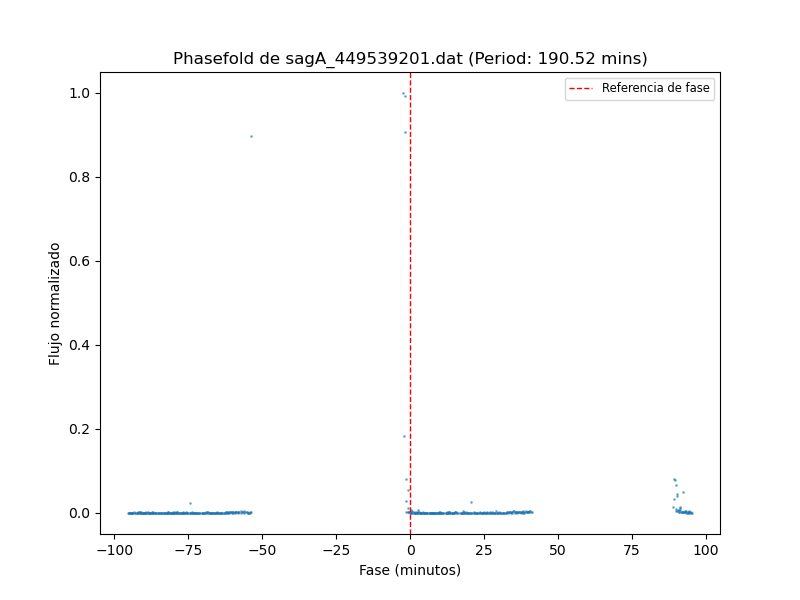 Phasefold de sagA_449539201.dat (Period: 190.52 mins)
Referencia de fase
Flujo normalizado
1.0
0.8
0.6
0.4
0.2
0.0
−100 −75 −50 −25 0 25 50 75 100
Fase (minutos)